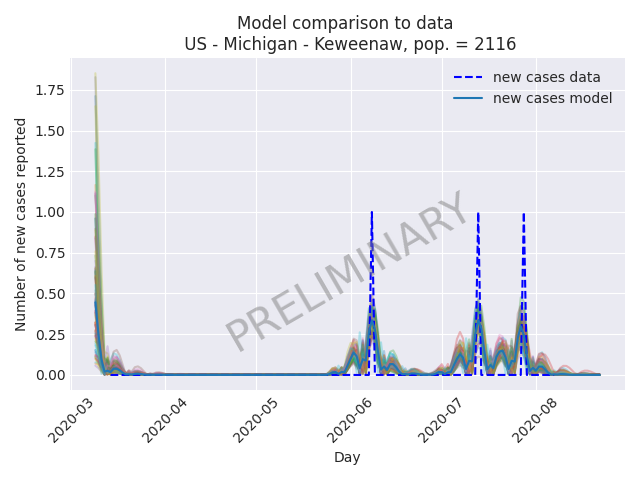 Model comparison to data
US - Michigan - Keweenaw, pop. = 2116
new cases data
new cases model
Number of new cases reported
1.75
1.50
1.25
1.00
0.75
0.50
0.25
0.00
PRELIMINARY
2020-03
2020-04
2020-05
2020-06
2020-07
2020-08
Day